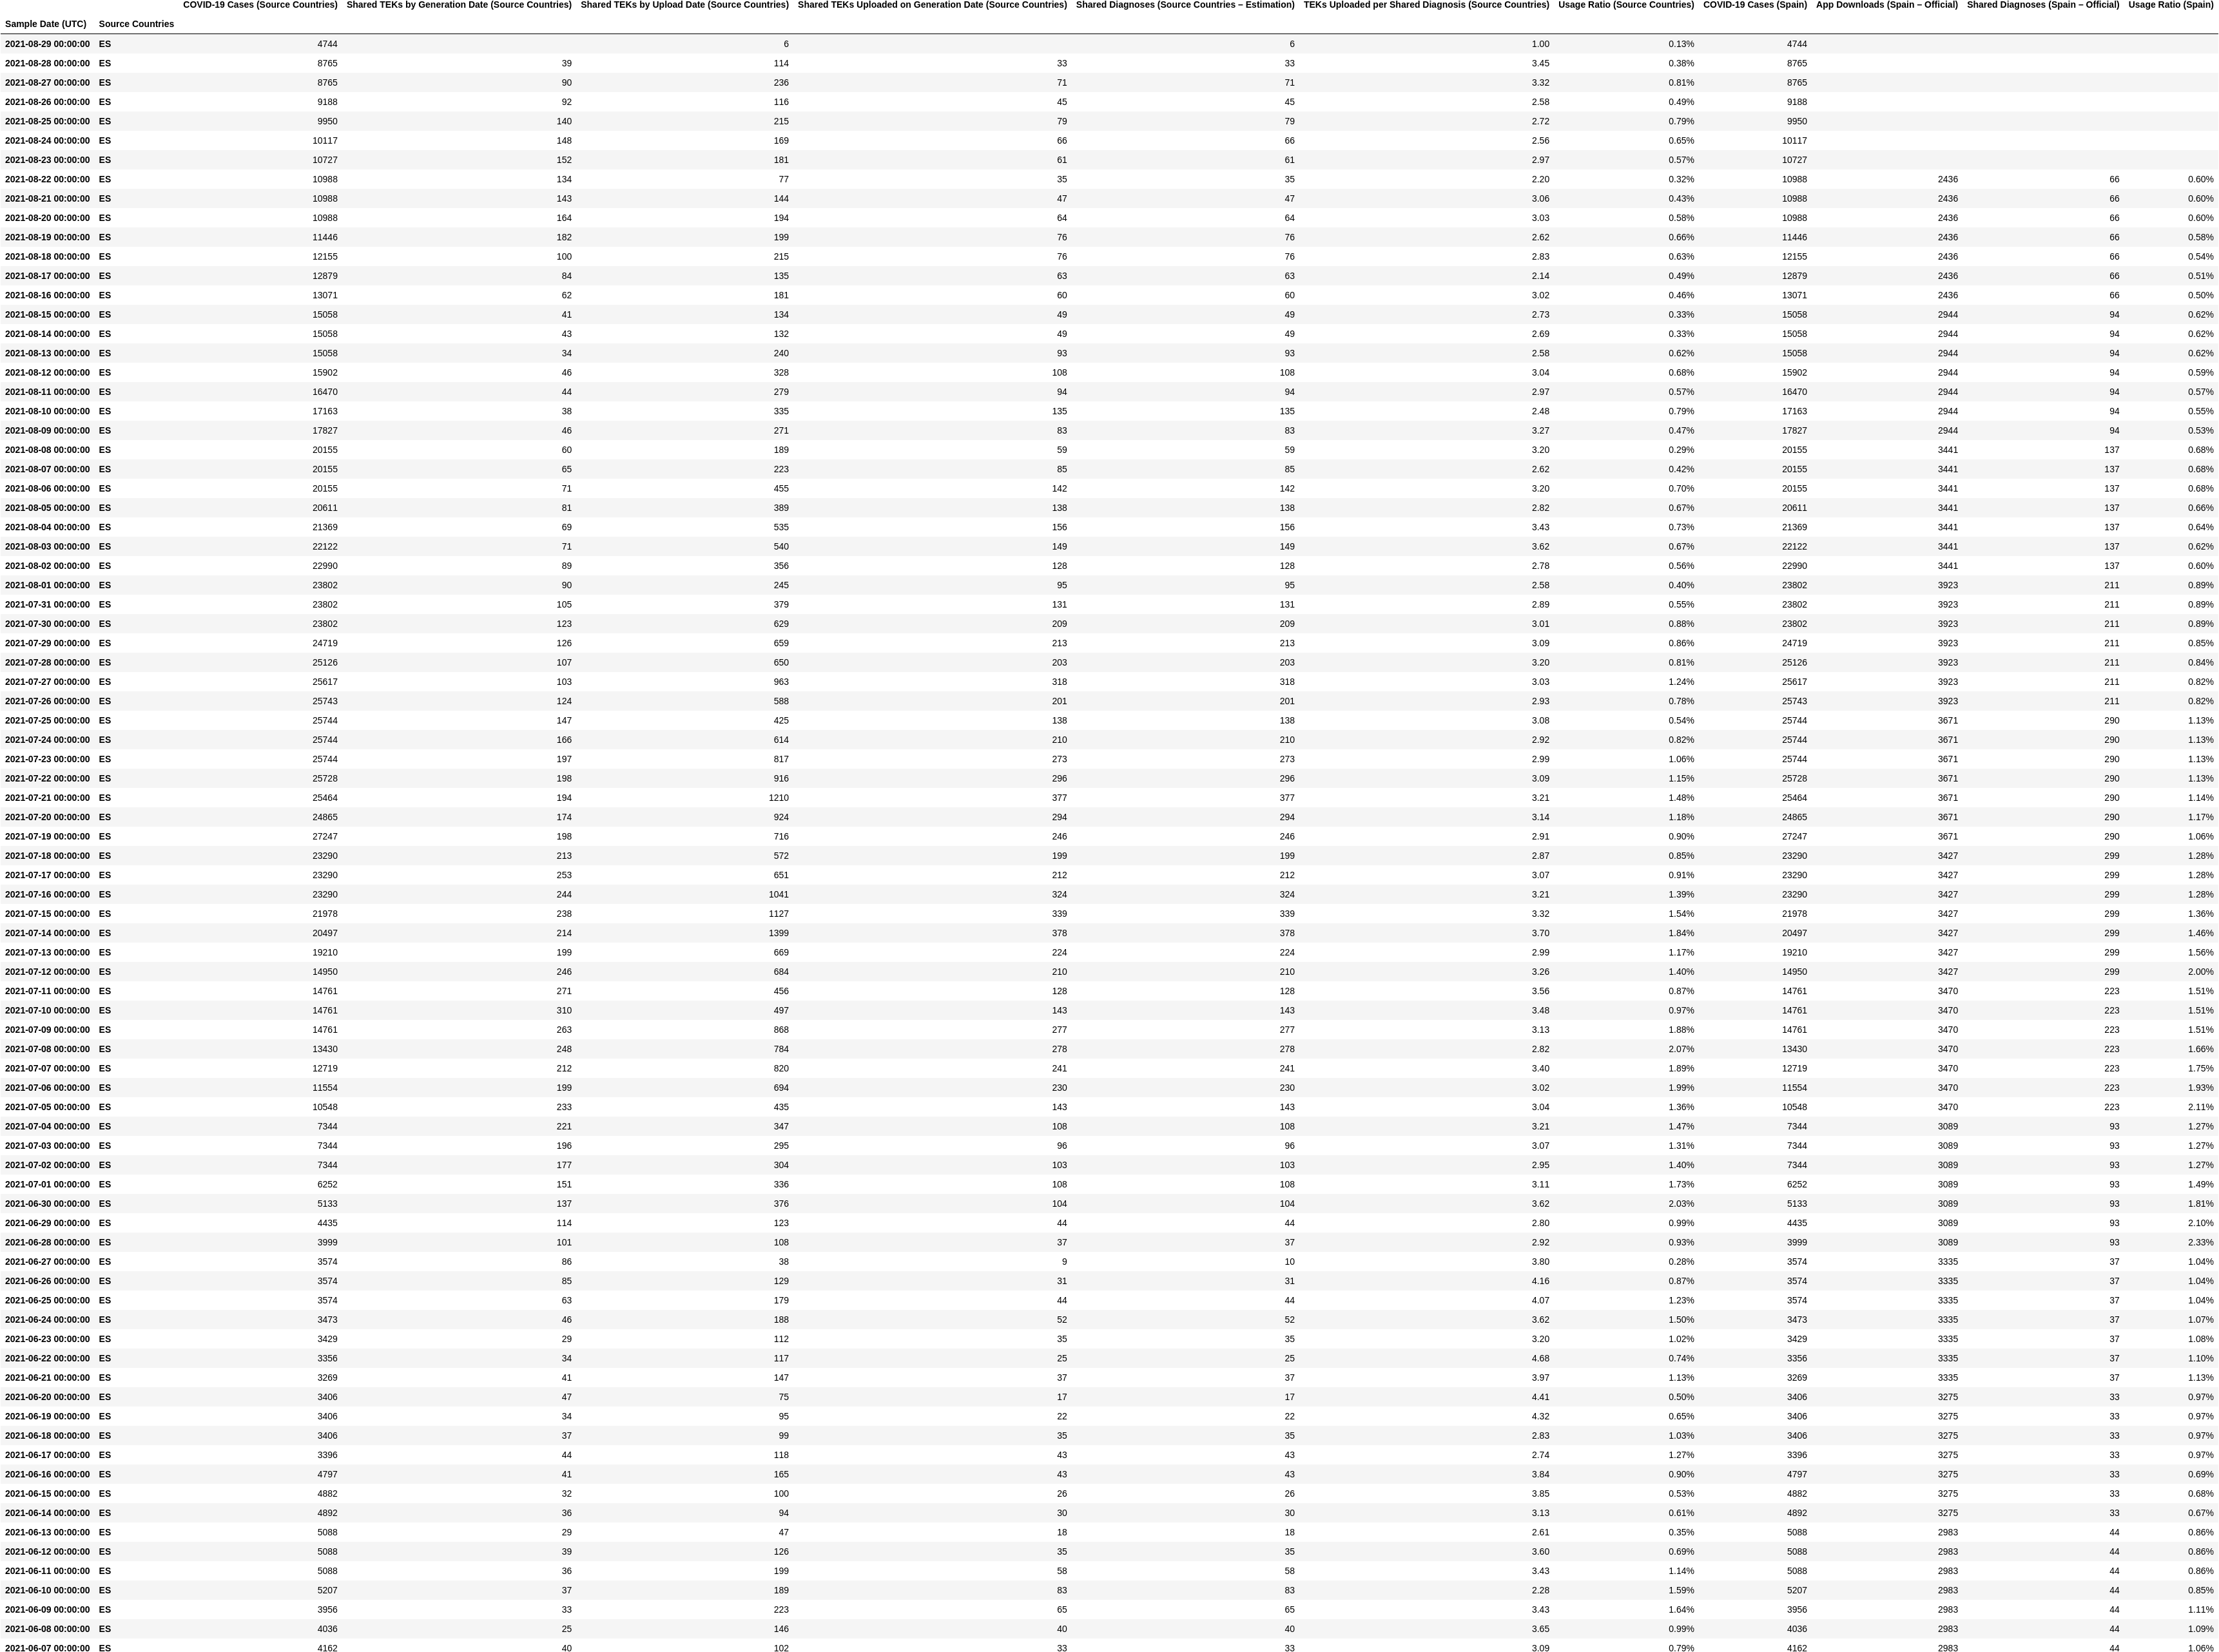 COVID-19 Cases (Source Countries) Shared TEKs by Generation Date (Source Countries) Shared TEKs by Upload Date (Source Countries) Shared TEKs Uploaded on Generation Date (Source Countries) Shared Diagnoses (Source Countries – Estimation) TEKs Uploaded per Shared Diagnosis (Source Countries) Usage Ratio (Source Countries) COVID-19 Cases (Spain) App Downloads (Spain – Official) Shared Diagnoses (Spain – Official) Usage Ratio (Spain)
Sample Date (UTC) Source Countries
2021-08-29 00:00:00 ES 4744 6 6 1.00 0.13% 4744
2021-08-28 00:00:00 ES 8765 39 114 33 33 3.45 0.38% 8765
2021-08-27 00:00:00 ES 8765 90 236 71 71 3.32 0.81% 8765
2021-08-26 00:00:00 ES 9188 92 116 45 45 2.58 0.49% 9188
2021-08-25 00:00:00 ES 9950 140 215 79 79 2.72 0.79% 9950
2021-08-24 00:00:00 ES 10117 148 169 66 66 2.56 0.65% 10117
2021-08-23 00:00:00 ES 10727 152 181 61 61 2.97 0.57% 10727
2021-08-22 00:00:00 ES 10988 134 77 35 35 2.20 0.32% 10988 2436 66 0.60%
2021-08-21 00:00:00 ES 10988 143 144 47 47 3.06 0.43% 10988 2436 66 0.60%
2021-08-20 00:00:00 ES 10988 164 194 64 64 3.03 0.58% 10988 2436 66 0.60%
2021-08-19 00:00:00 ES 11446 182 199 76 76 2.62 0.66% 11446 2436 66 0.58%
2021-08-18 00:00:00 ES 12155 100 215 76 76 2.83 0.63% 12155 2436 66 0.54%
2021-08-17 00:00:00 ES 12879 84 135 63 63 2.14 0.49% 12879 2436 66 0.51%
2021-08-16 00:00:00 ES 13071 62 181 60 60 3.02 0.46% 13071 2436 66 0.50%
2021-08-15 00:00:00 ES 15058 41 134 49 49 2.73 0.33% 15058 2944 94 0.62%
2021-08-14 00:00:00 ES 15058 43 132 49 49 2.69 0.33% 15058 2944 94 0.62%
2021-08-13 00:00:00 ES 15058 34 240 93 93 2.58 0.62% 15058 2944 94 0.62%
2021-08-12 00:00:00 ES 15902 46 328 108 108 3.04 0.68% 15902 2944 94 0.59%
2021-08-11 00:00:00 ES 16470 44 279 94 94 2.97 0.57% 16470 2944 94 0.57%
2021-08-10 00:00:00 ES 17163 38 335 135 135 2.48 0.79% 17163 2944 94 0.55%
2021-08-09 00:00:00 ES 17827 46 271 83 83 3.27 0.47% 17827 2944 94 0.53%
2021-08-08 00:00:00 ES 20155 60 189 59 59 3.20 0.29% 20155 3441 137 0.68%
2021-08-07 00:00:00 ES 20155 65 223 85 85 2.62 0.42% 20155 3441 137 0.68%
2021-08-06 00:00:00 ES 20155 71 455 142 142 3.20 0.70% 20155 3441 137 0.68%
2021-08-05 00:00:00 ES 20611 81 389 138 138 2.82 0.67% 20611 3441 137 0.66%
2021-08-04 00:00:00 ES 21369 69 535 156 156 3.43 0.73% 21369 3441 137 0.64%
2021-08-03 00:00:00 ES 22122 71 540 149 149 3.62 0.67% 22122 3441 137 0.62%
2021-08-02 00:00:00 ES 22990 89 356 128 128 2.78 0.56% 22990 3441 137 0.60%
2021-08-01 00:00:00 ES 23802 90 245 95 95 2.58 0.40% 23802 3923 211 0.89%
2021-07-31 00:00:00 ES 23802 105 379 131 131 2.89 0.55% 23802 3923 211 0.89%
2021-07-30 00:00:00 ES 23802 123 629 209 209 3.01 0.88% 23802 3923 211 0.89%
2021-07-29 00:00:00 ES 24719 126 659 213 213 3.09 0.86% 24719 3923 211 0.85%
2021-07-28 00:00:00 ES 25126 107 650 203 203 3.20 0.81% 25126 3923 211 0.84%
2021-07-27 00:00:00 ES 25617 103 963 318 318 3.03 1.24% 25617 3923 211 0.82%
2021-07-26 00:00:00 ES 25743 124 588 201 201 2.93 0.78% 25743 3923 211 0.82%
2021-07-25 00:00:00 ES 25744 147 425 138 138 3.08 0.54% 25744 3671 290 1.13%
2021-07-24 00:00:00 ES 25744 166 614 210 210 2.92 0.82% 25744 3671 290 1.13%
2021-07-23 00:00:00 ES 25744 197 817 273 273 2.99 1.06% 25744 3671 290 1.13%
2021-07-22 00:00:00 ES 25728 198 916 296 296 3.09 1.15% 25728 3671 290 1.13%
2021-07-21 00:00:00 ES 25464 194 1210 377 377 3.21 1.48% 25464 3671 290 1.14%
2021-07-20 00:00:00 ES 24865 174 924 294 294 3.14 1.18% 24865 3671 290 1.17%
2021-07-19 00:00:00 ES 27247 198 716 246 246 2.91 0.90% 27247 3671 290 1.06%
2021-07-18 00:00:00 ES 23290 213 572 199 199 2.87 0.85% 23290 3427 299 1.28%
2021-07-17 00:00:00 ES 23290 253 651 212 212 3.07 0.91% 23290 3427 299 1.28%
2021-07-16 00:00:00 ES 23290 244 1041 324 324 3.21 1.39% 23290 3427 299 1.28%
2021-07-15 00:00:00 ES 21978 238 1127 339 339 3.32 1.54% 21978 3427 299 1.36%
2021-07-14 00:00:00 ES 20497 214 1399 378 378 3.70 1.84% 20497 3427 299 1.46%
2021-07-13 00:00:00 ES 19210 199 669 224 224 2.99 1.17% 19210 3427 299 1.56%
2021-07-12 00:00:00 ES 14950 246 684 210 210 3.26 1.40% 14950 3427 299 2.00%
2021-07-11 00:00:00 ES 14761 271 456 128 128 3.56 0.87% 14761 3470 223 1.51%
2021-07-10 00:00:00 ES 14761 310 497 143 143 3.48 0.97% 14761 3470 223 1.51%
2021-07-09 00:00:00 ES 14761 263 868 277 277 3.13 1.88% 14761 3470 223 1.51%
2021-07-08 00:00:00 ES 13430 248 784 278 278 2.82 2.07% 13430 3470 223 1.66%
2021-07-07 00:00:00 ES 12719 212 820 241 241 3.40 1.89% 12719 3470 223 1.75%
2021-07-06 00:00:00 ES 11554 199 694 230 230 3.02 1.99% 11554 3470 223 1.93%
2021-07-05 00:00:00 ES 10548 233 435 143 143 3.04 1.36% 10548 3470 223 2.11%
2021-07-04 00:00:00 ES 7344 221 347 108 108 3.21 1.47% 7344 3089 93 1.27%
2021-07-03 00:00:00 ES 7344 196 295 96 96 3.07 1.31% 7344 3089 93 1.27%
2021-07-02 00:00:00 ES 7344 177 304 103 103 2.95 1.40% 7344 3089 93 1.27%
2021-07-01 00:00:00 ES 6252 151 336 108 108 3.11 1.73% 6252 3089 93 1.49%
2021-06-30 00:00:00 ES 5133 137 376 104 104 3.62 2.03% 5133 3089 93 1.81%
2021-06-29 00:00:00 ES 4435 114 123 44 44 2.80 0.99% 4435 3089 93 2.10%
2021-06-28 00:00:00 ES 3999 101 108 37 37 2.92 0.93% 3999 3089 93 2.33%
2021-06-27 00:00:00 ES 3574 86 38 9 10 3.80 0.28% 3574 3335 37 1.04%
2021-06-26 00:00:00 ES 3574 85 129 31 31 4.16 0.87% 3574 3335 37 1.04%
2021-06-25 00:00:00 ES 3574 63 179 44 44 4.07 1.23% 3574 3335 37 1.04%
2021-06-24 00:00:00 ES 3473 46 188 52 52 3.62 1.50% 3473 3335 37 1.07%
2021-06-23 00:00:00 ES 3429 29 112 35 35 3.20 1.02% 3429 3335 37 1.08%
2021-06-22 00:00:00 ES 3356 34 117 25 25 4.68 0.74% 3356 3335 37 1.10%
2021-06-21 00:00:00 ES 3269 41 147 37 37 3.97 1.13% 3269 3335 37 1.13%
2021-06-20 00:00:00 ES 3406 47 75 17 17 4.41 0.50% 3406 3275 33 0.97%
2021-06-19 00:00:00 ES 3406 34 95 22 22 4.32 0.65% 3406 3275 33 0.97%
2021-06-18 00:00:00 ES 3406 37 99 35 35 2.83 1.03% 3406 3275 33 0.97%
2021-06-17 00:00:00 ES 3396 44 118 43 43 2.74 1.27% 3396 3275 33 0.97%
2021-06-16 00:00:00 ES 4797 41 165 43 43 3.84 0.90% 4797 3275 33 0.69%
2021-06-15 00:00:00 ES 4882 32 100 26 26 3.85 0.53% 4882 3275 33 0.68%
2021-06-14 00:00:00 ES 4892 36 94 30 30 3.13 0.61% 4892 3275 33 0.67%
2021-06-13 00:00:00 ES 5088 29 47 18 18 2.61 0.35% 5088 2983 44 0.86%
2021-06-12 00:00:00 ES 5088 39 126 35 35 3.60 0.69% 5088 2983 44 0.86%
2021-06-11 00:00:00 ES 5088 36 199 58 58 3.43 1.14% 5088 2983 44 0.86%
2021-06-10 00:00:00 ES 5207 37 189 83 83 2.28 1.59% 5207 2983 44 0.85%
2021-06-09 00:00:00 ES 3956 33 223 65 65 3.43 1.64% 3956 2983 44 1.11%
2021-06-08 00:00:00 ES 4036 25 146 40 40 3.65 0.99% 4036 2983 44 1.09%
2021-06-07 00:00:00 ES 4162 40 102 33 33 3.09 0.79% 4162 2983 44 1.06%